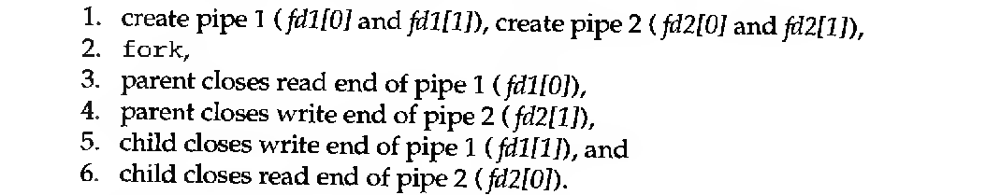 1. create pipe 1 (fd1[0] and fd1[1]), create pipe 2 (fd2[0] and fd2[1]),
2. fork,
3. parent closes read end of pipe 1 (fd1[0]),
4. parent closes write end of pipe 2 (fd2[1]),
5. child closes write end of pipe 1 (fd1[1]), and
6. child closes read end of pipe 2 (fd2[0]).